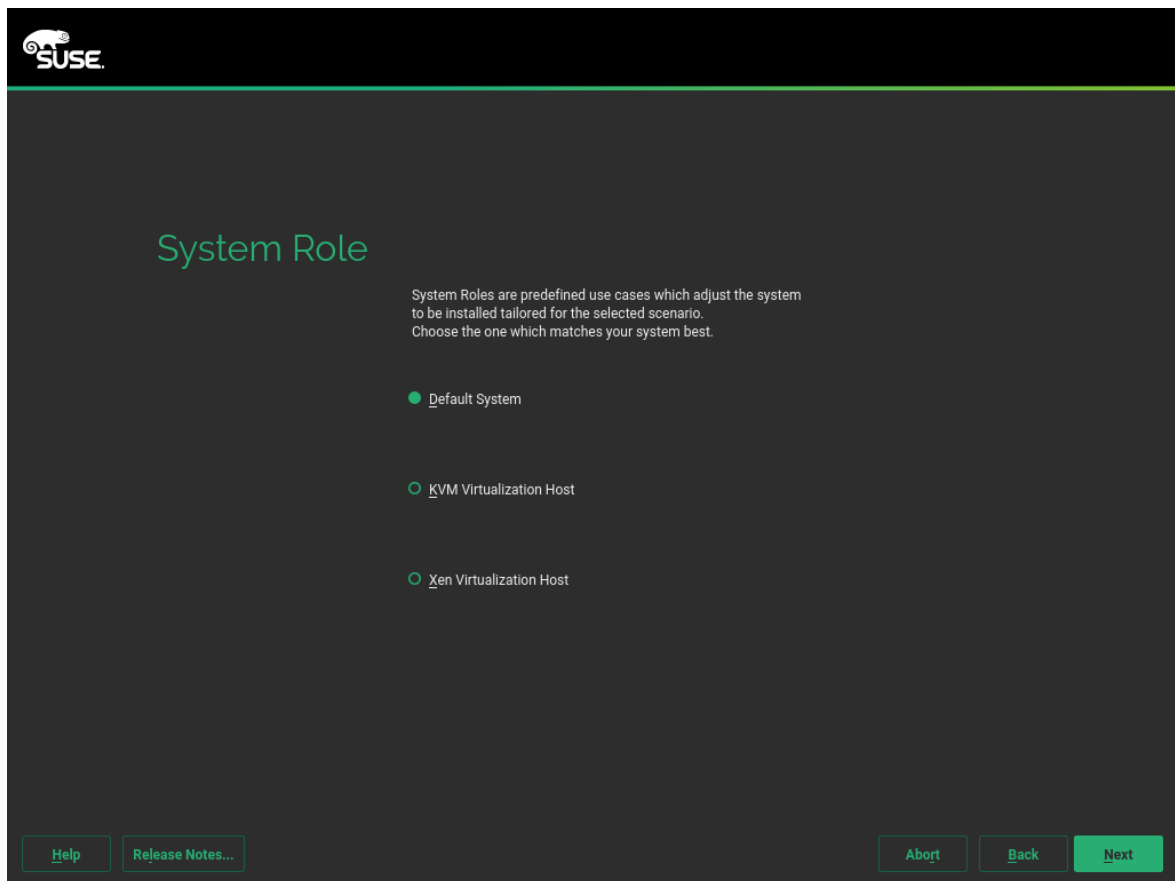 SUSE.
System Role
System Roles are predefined use cases which adjust the system
to be installed tailored for the selected scenario.
Choose the one which matches your system best.
Default System
KVM Virtualization Host
Xen Virtualization Host
Help
Release Notes...
Abort
Back
Next